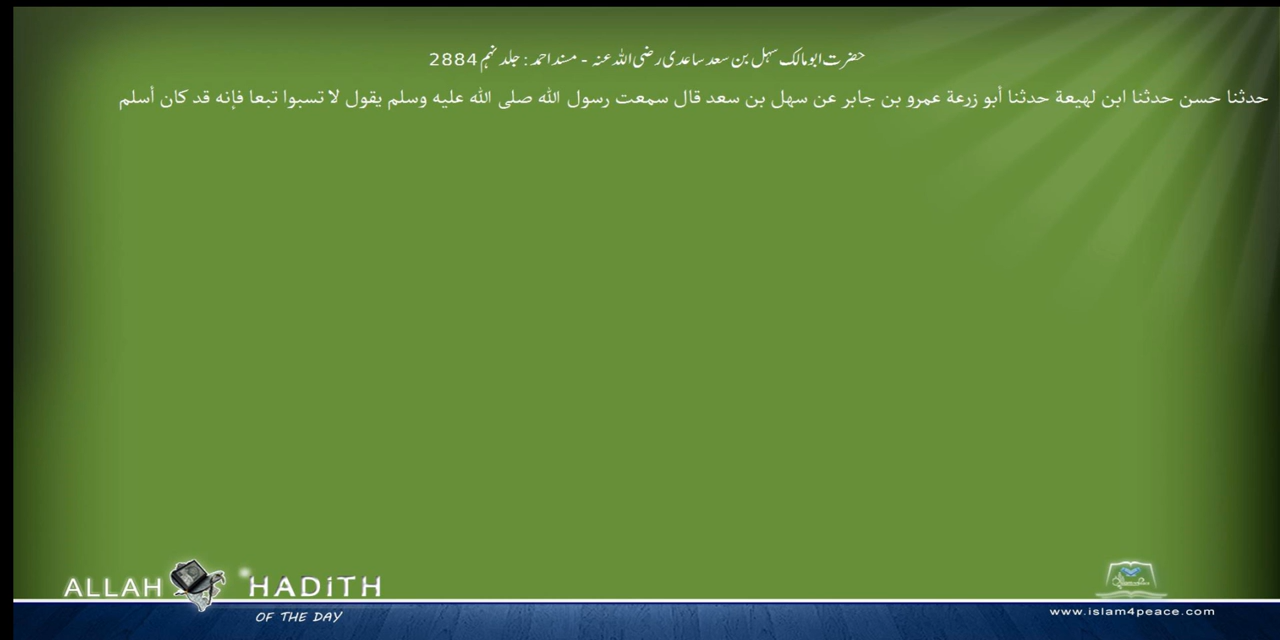 حضرت ابومالک سہل بن سعد ساعدی رضی اللہ عنہ - مسند احمد : جلد نہم 2884
حدثنا حسن حدثنا ابن لهيعة حدثنا أبو زرعة عمرو بن جابر عن سهل بن سعد قال سمعت رسول الله صلى الله عليه وسلم يقول لا تسبوا تبعا فإنه قد كان أسلم
ALLAH HADITH
OF THE DAY
www.islam4peace.com